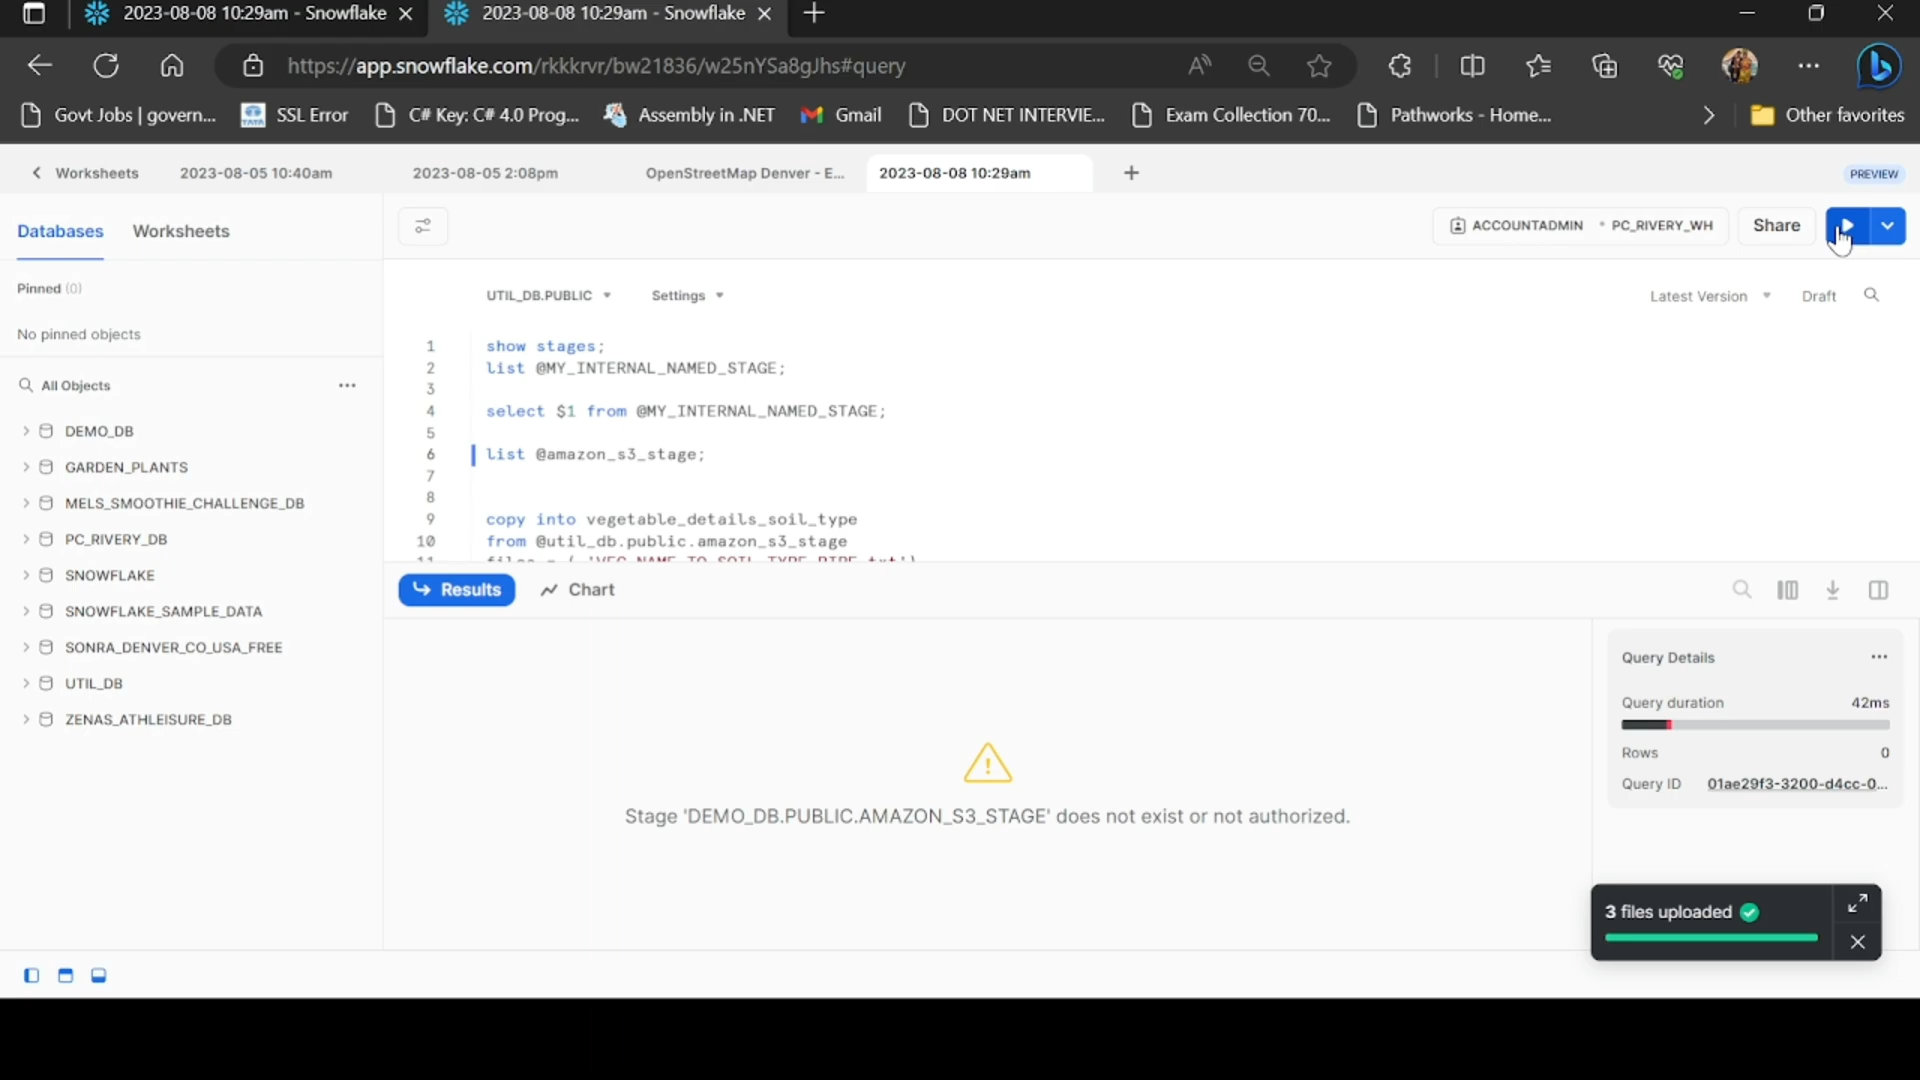 2023-08-08 10:29am - Snowflake
2023-08-08 10:29am - Snowflake
https://app.snowflake.com/rkkkrvr/bw21836/w25nYSa8gJhs#query
Govt Jobs | govern...
SSL Error
C# Key: C# 4.0 Prog...
Assembly in .NET
Gmail
DOT NET INTERVIE...
Exam Collection 70...
Pathworks - Home...
Other favorites
Worksheets
2023-08-05 10:40am
2023-08-05 2:08pm
OpenStreetMap Denver - E...
2023-08-08 10:29am
PREVIEW
Databases
Worksheets
ACCOUNTADMIN
PC_RIVERY_WH
Share
Pinned (0)
No pinned objects
UTIL_DB.PUBLIC
Settings
Latest Version
Draft
All Objects
DEMO_DB
GARDEN_PLANTS
MELS_SMOOTHIE_CHALLENGE_DB
PC_RIVERY_DB
SNOWFLAKE
SNOWFLAKE_SAMPLE_DATA
SONRA_DENVER_CO_USA_FREE
UTIL_DB
ZENAS_ATHLEISURE_DB
1 show stages;
2 list @MY_INTERNAL_NAMED_STAGE;
3
4 select $1 from @MY_INTERNAL_NAMED_STAGE;
5
6 list @amazon_s3_stage;
7
8
9 copy into vegetable_details_soil_type
10 from @util_db.public.amazon_s3_stage
11 files = ( 'VEG_NAME_TO_SOIL_TYPE_PIPE.txt')
Results
Chart
Stage 'DEMO_DB.PUBLIC.AMAZON_S3_STAGE' does not exist or not authorized.
Query Details
Query duration 42ms
Rows 0
Query ID 01ae29f3-3200-d4cc-0...
3 files uploaded